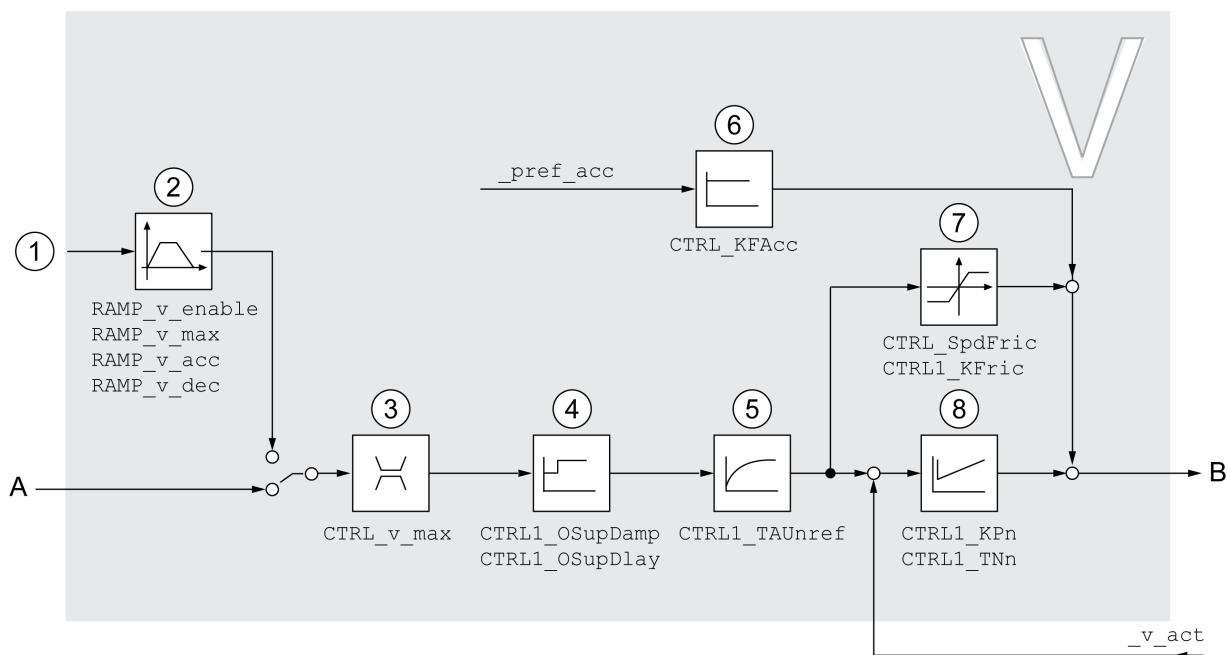 V
6
_pref_acc
CTRL_KFAcc
2
1
RAMP_v_enable
RAMP_v_max
RAMP_v_acc
RAMP_v_dec
7
CTRL_SpdFric
CTRL1_KFric
3
4
5
8
A
B
CTRL_v_max
CTRL1_OSupDamp
CTRL1_OSupDlay
CTRL1_TAUnref
CTRL1_KPn
CTRL1_TNn
_v_act